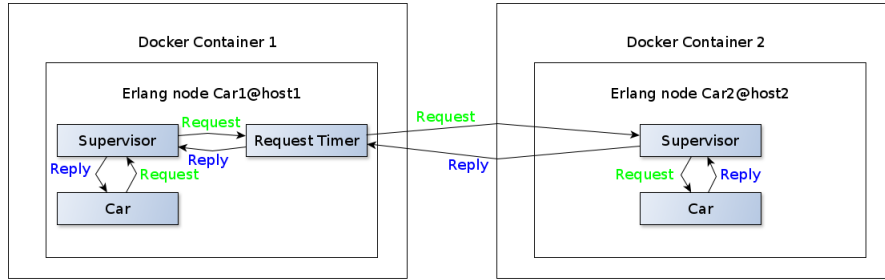 Docker Container 1
Erlang node Car1@host1
Supervisor
Request
Request Timer
Reply
Reply
Request
Car
Request
Reply
Docker Container 2
Erlang node Car2@host2
Supervisor
Request
Reply
Car